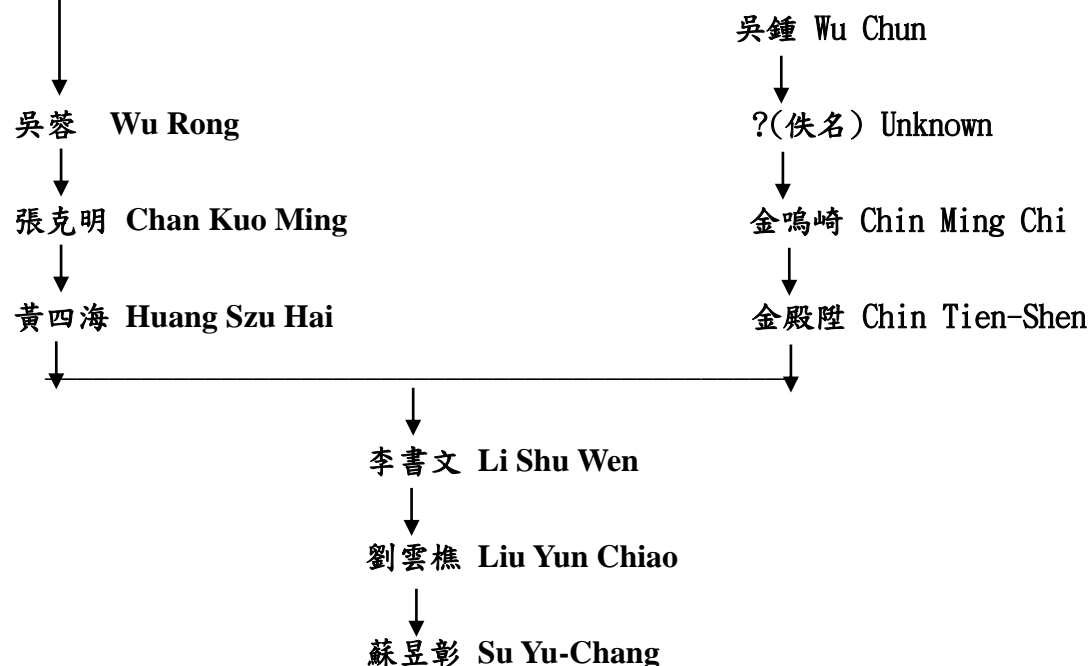 吳鍾 Wu Chun
吳蓉 Wu Rong
?(佚名) Unknown
張克明 Chan Kuo Ming
金嗚崎 Chin Ming Chi
黃四海 Huang Szu Hai
金殿陞 Chin Tien-Shen
李書文 Li Shu Wen
劉雲樵 Liu Yun Chiao
蘇昱彰 Su Yu-Chang